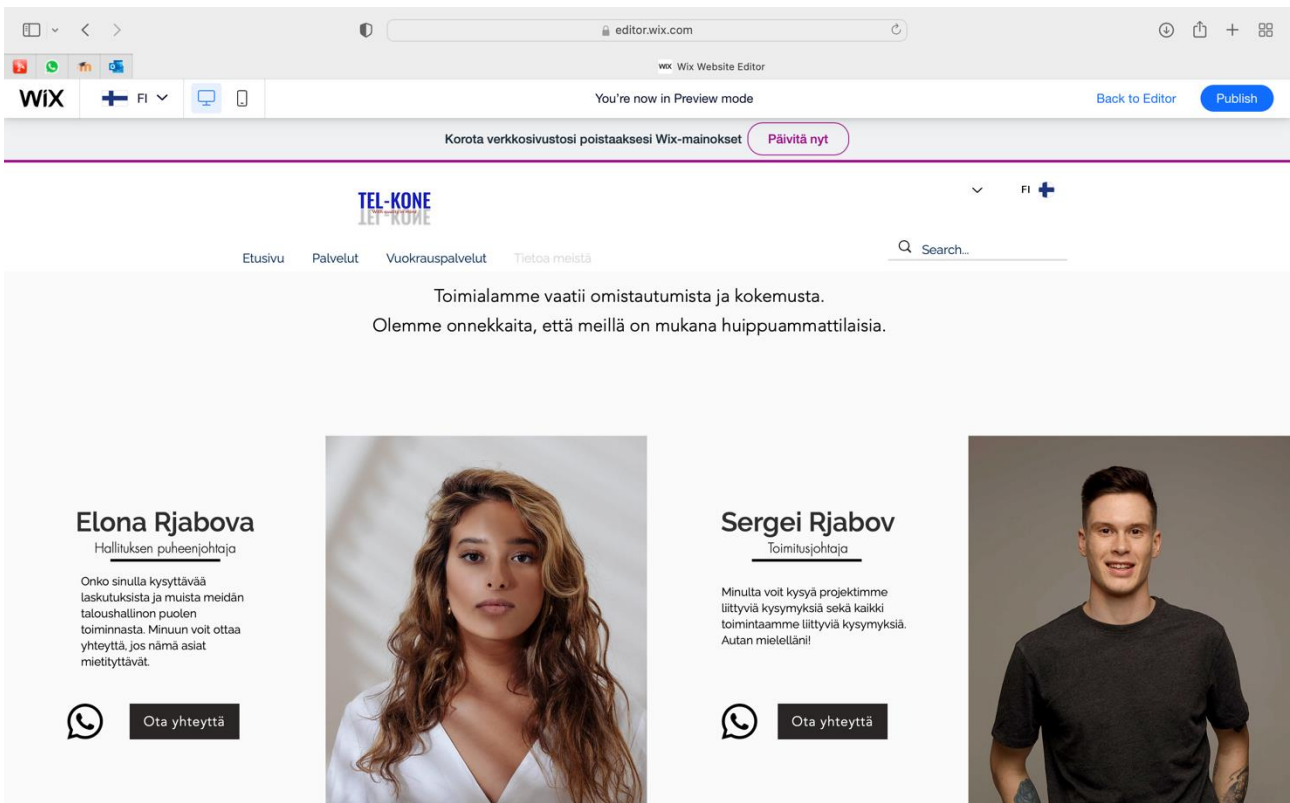 editor.wix.com
WIX Wix Website Editor
WiX FI You're now in Preview mode Back to Editor Publish
Korota verkkosivustosi poistaaksesi Wix-mainokset Päivitä nyt
TEL-KONE
FI
Etusivu Palvelut Vuokrauspalvelut Tietoa meistä
Search...
Toimialamme vaatii omistautumista ja kokemusta.
Olemme onnekkaita, että meillä on mukana huippuammattilaisia.
Elona Rjabova
Hallituksen puheenjohtaja
Onko sinulla kysyttävää
laskutuksista ja muista meidän
taloushallinon puolen
toiminnasta. Minuun voit ottaa
yhteyttä, jos nämä asiat
mietityttävät.
Ota yhteyttä
Sergei Rjabov
Toimitusjohtaja
Minulta voit kysyä projektimme
liittyviä kysymyksiä sekä kaikki
toimintaamme liittyviä kysymyksiä.
Autan mielelläni!
Ota yhteyttä